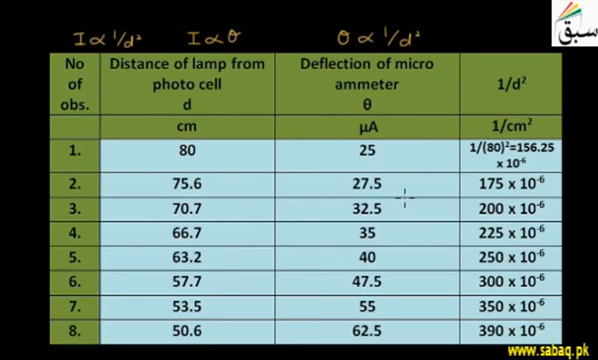 I ∝ 1/d² I ∝ θ θ ∝ 1/d²
سبق
No of obs. Distance of lamp from photo cell d Deflection of micro ammeter θ 1/d²
cm μA 1/cm²
1. 80 25 1/(80)²=156.25 x 10⁻⁶
2. 75.6 27.5 175 x 10⁻⁶
3. 70.7 32.5 200 x 10⁻⁶
4. 66.7 35 225 x 10⁻⁶
5. 63.2 40 250 x 10⁻⁶
6. 57.7 47.5 300 x 10⁻⁶
7. 53.5 55 350 x 10⁻⁶
8. 50.6 62.5 390 x 10⁻⁶
www.sabaq.pk